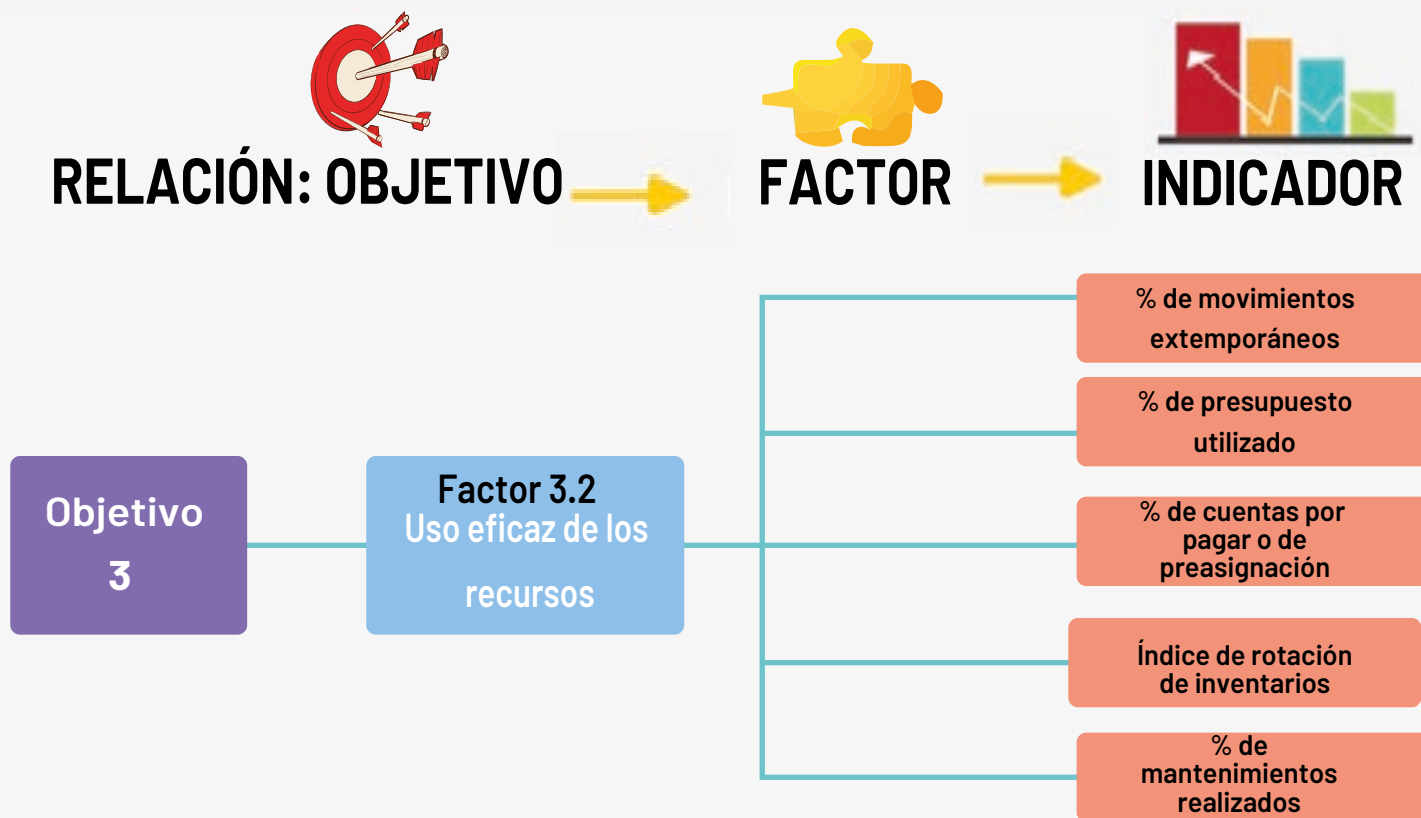 RELACIÓN: OBJETIVO
FACTOR
INDICADOR
Objetivo
3
Factor 3.2
Uso eficaz de los
recursos
% de movimientos
extemporáneos
% de presupuesto
utilizado
% de cuentas por
pagar o de
preasignación
Índice de rotación
de inventarios
% de
mantenimientos
realizados